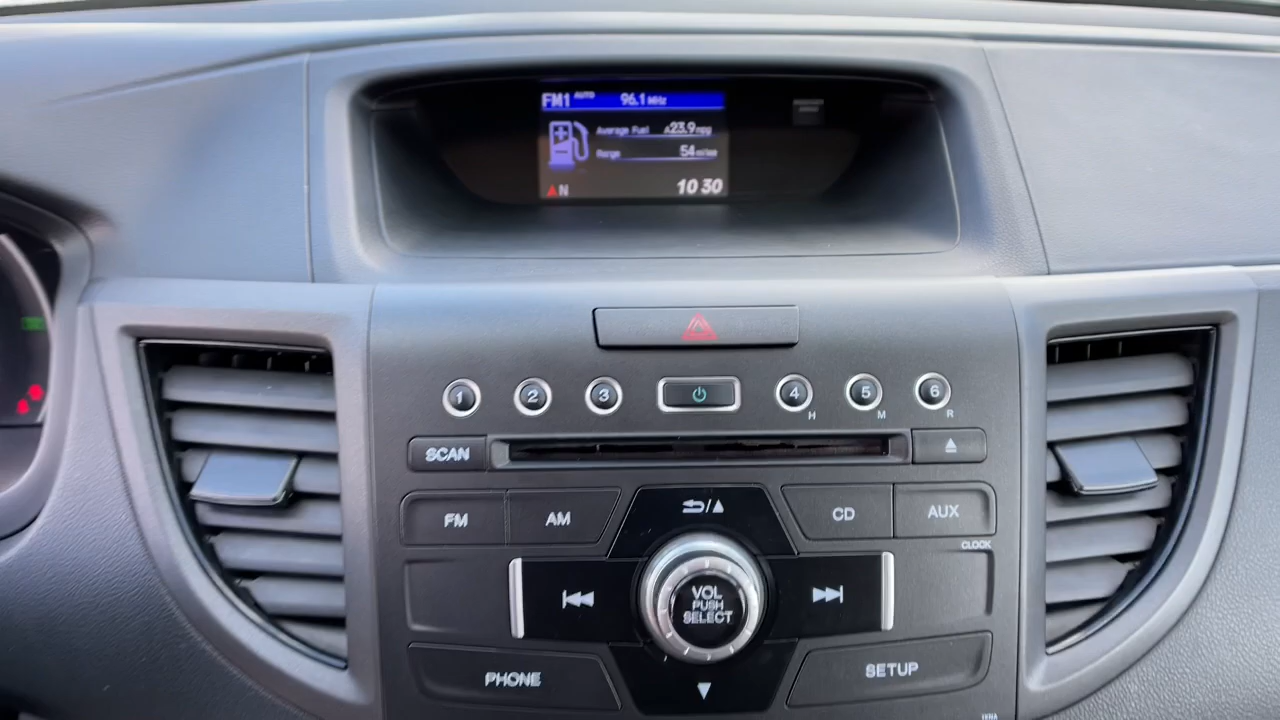 FM1 AUTO 96.1 MHz
Average Fuel A23.9 mpg
Range 54 miles
N 10 30
1 2 3 4 5 6
H M R
SCAN
FM AM CD AUX
CLOCK
VOL
PUSH
SELECT
PHONE SETUP